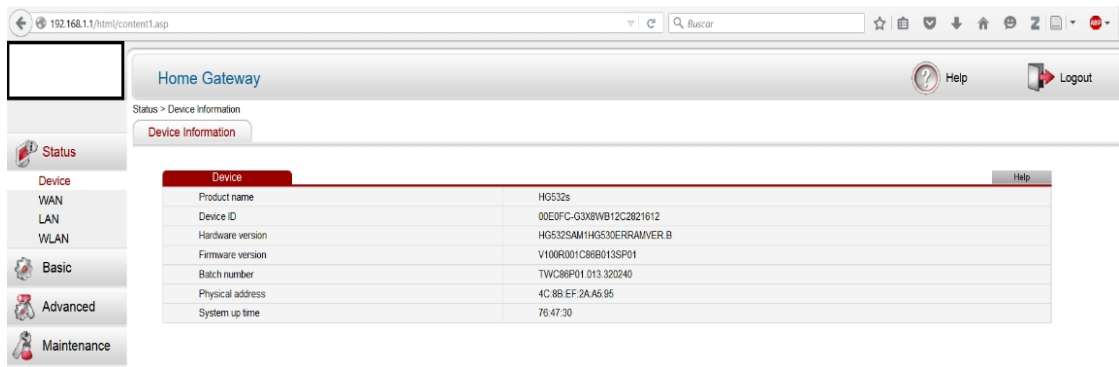 192.168.1.1/html/content1.asp
Buscar
ABP
Home Gateway
Help
Logout
Status > Device Information
Device Information
Status
Device
WAN
LAN
WLAN
Basic
Advanced
Maintenance
Device
Help
Product name HG532s
Device ID 00E0FC-G3X8WB12C2821612
Hardware version HG532SAM1HG530ERRAMVER.B
Firmware version V100R001C86B013SP01
Batch number TWC86P01.013.320240
Physical address 4C:8B:EF:2A:A5:95
System up time 76:47:30